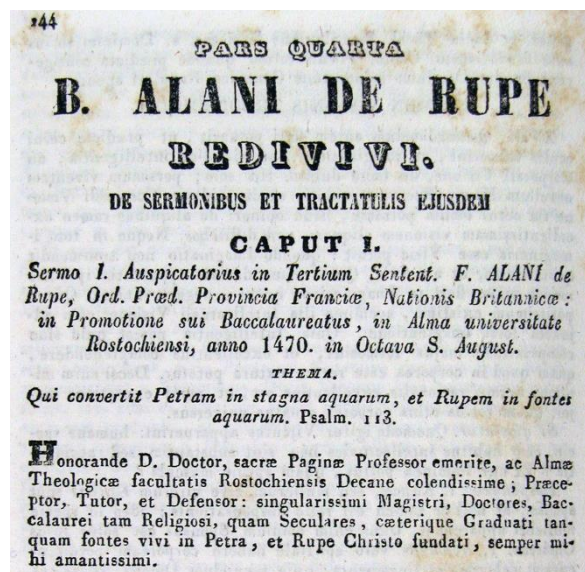 244
PARS QUARTA
B. ALANI DE RUPE
REDIVIVI.
DE SERMONIBUS ET TRACTATULIS EJUSDEM
CAPUT I.
Sermo I. Auspicatorius in Tertium Sentent. F. ALANI de
Rupe, Ord. Præd. Provincia Franciæ, Nationis Britannicæ:
in Promotione sui Baccalaureatus, in Alma universitate
Rostochiensi, anno 1470. in Octava S. August.
THEMA.
Qui convertit Petram in stagna aquarum, et Rupem in fontes
aquarum. Psalm. 113.
Honorande D. Doctor, sacræ Paginæ Professor emerite, ac Almæ
Theologicæ facultatis Rostochiensis Decane colendissime; Præce-
ptor, Tutor, et Defensor: singularissimi Magistri, Doctores, Bac-
calaurei tam Religiosi, quam Seculares, cæterique Graduati tan-
quam fontes vivi in Petra, et Rupe Christo fundati, semper mi-
hi amantissimi.